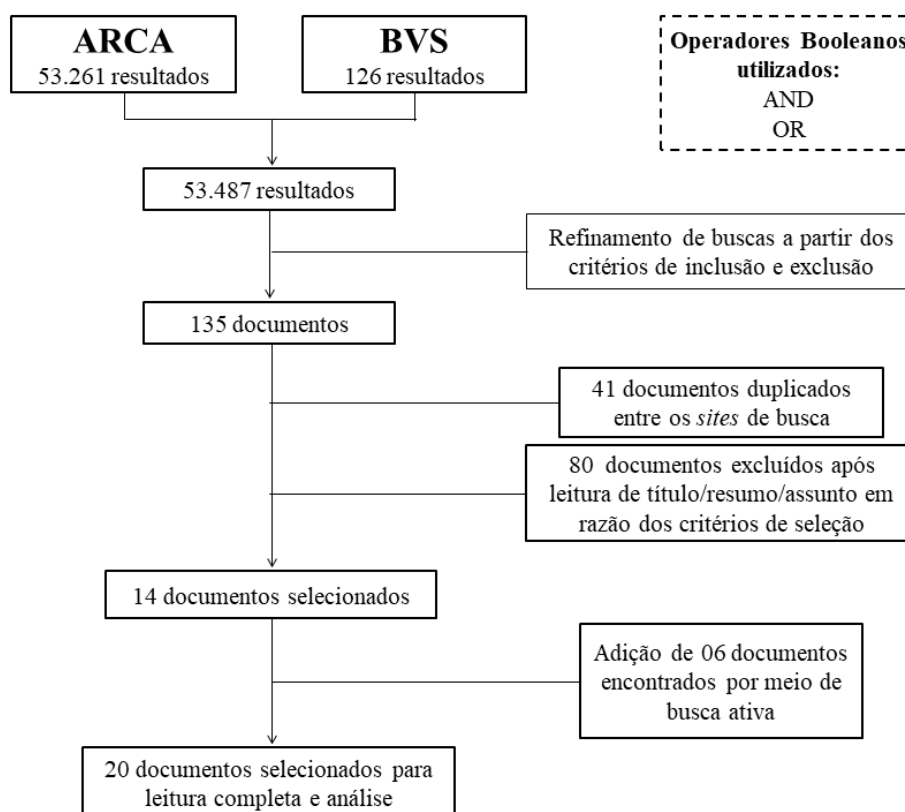 ARCA
53.261 resultados
BVS
126 resultados
Operadores Booleanos
utilizados:
AND
OR
53.487 resultados
Refinamento de buscas a partir dos
critérios de inclusão e exclusão
135 documentos
41 documentos duplicados
entre os sites de busca
80 documentos excluídos após
leitura de título/resumo/assunto em
razão dos critérios de seleção
14 documentos selecionados
Adição de 06 documentos
encontrados por meio de
busca ativa
20 documentos selecionados para
leitura completa e análise